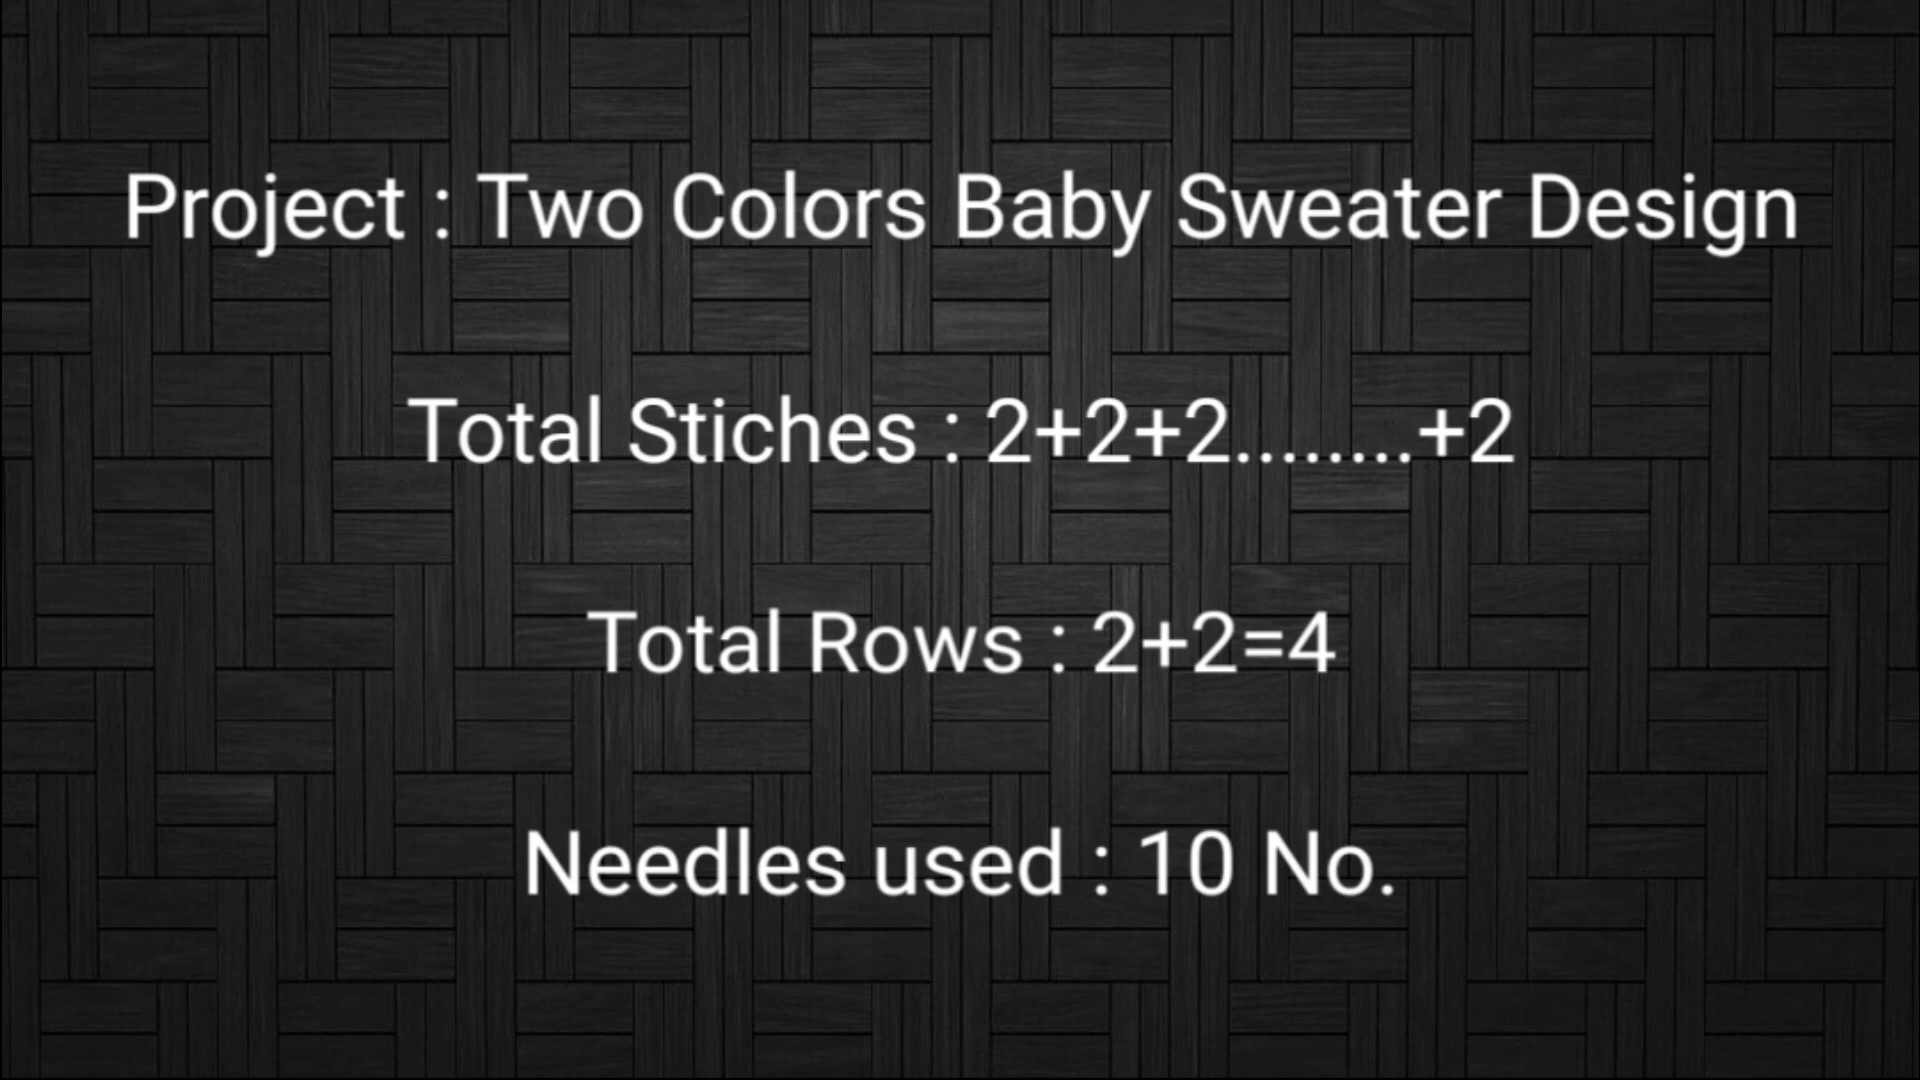 Project : Two Colors Baby Sweater Design
Total Stiches : 2+2+2........+2
Total Rows : 2+2=4
Needles used : 10 No.